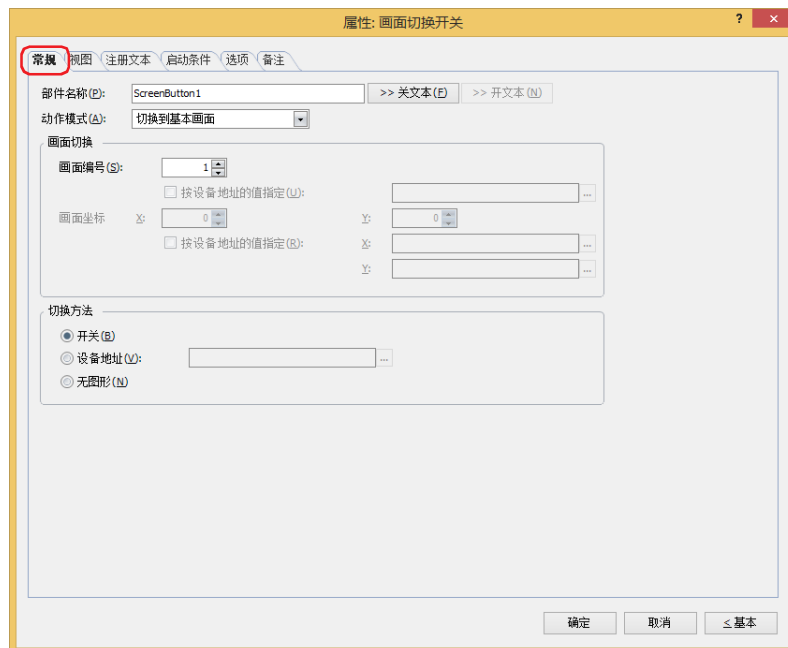 属性: 画面切换开关
? ×
常规 视图 注册文本 启动条件 选项 备注
部件名称(P): ScreenButton1 >> 关文本(F) >> 开文本(N)
动作模式(A): 切换到基本画面
画面切换
画面编号(S): 1
按设备地址的值指定(U): ...
画面坐标 X: 0 Y: 0
按设备地址的值指定(R): X: ...
Y: ...
切换方法
开关(B)
设备地址(V): ...
无图形(N)
确定 取消 ≤基本